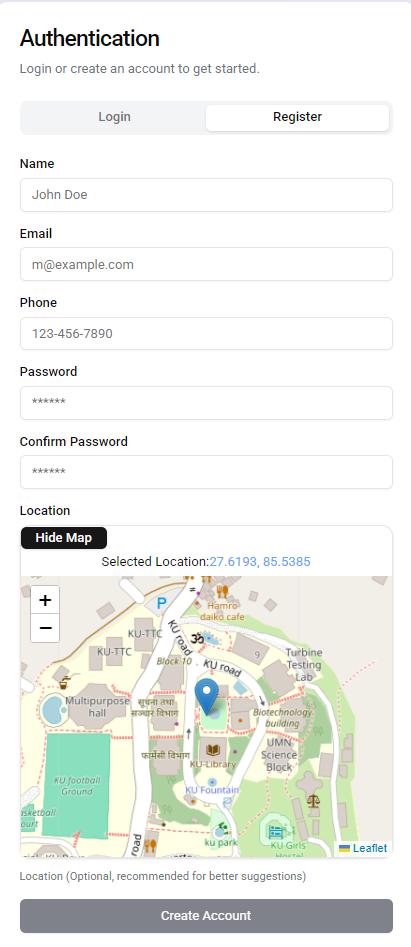 Authentication
Login or create an account to get started.
Login
Register
Name
John Doe
Email
m@example.com
Phone
123-456-7890
Password
******
Confirm Password
******
Location
Hide Map
Selected Location:27.6193, 85.5385
+
−
P
Hamro
daiko cafe
KU-TTC
KU road
ॐ
KU-TTC
Block 10
KU road
Turbine
Testing
Lab
Multipurpose
hall
सूचना तथा
सञ्चार विभाग
Biotechnology
building
फार्मेसी विभाग
KU-Library
UMN
Science
Block
KU football
Ground
KU Fountain
ku park
KU Girls
Hostel
road
Leaflet
Location (Optional, recommended for better suggestions)
Create Account